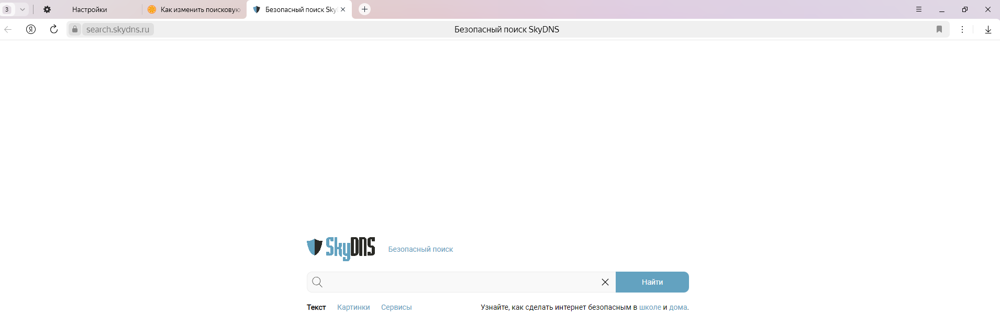 3
Настройки
Как изменить поисковую
Безопасный поиск Sky
Я
search.skydns.ru
Безопасный поиск SkyDNS
SkyDNS
Безопасный поиск
Найти
Текст Картинки Сервисы
Узнайте, как сделать интернет безопасным в школе и дома.